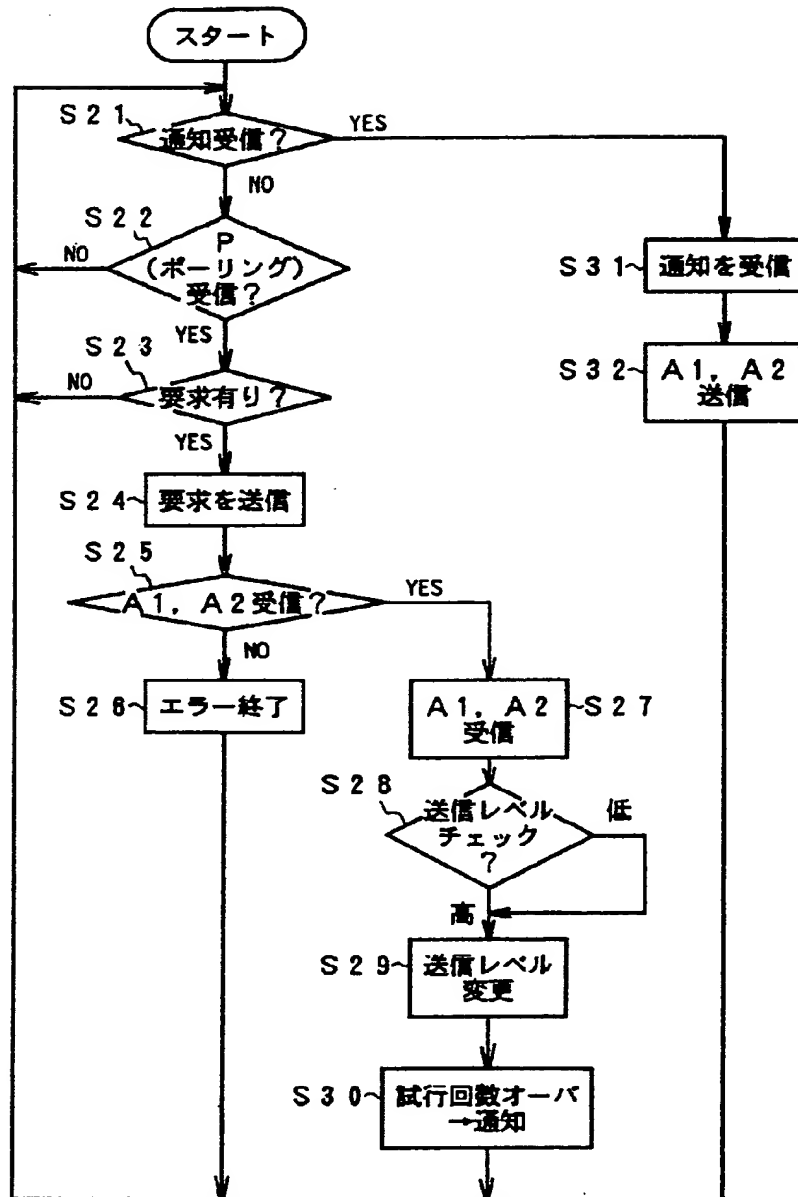 スタート
S21
通知受信?
YES
NO
S22
P
(ポーリング)
受信?
NO
YES
S31
通知を受信
S23
要求有り?
NO
YES
S32
A1,A2
送信
S24
要求を送信
S25
A1,A2受信?
YES
NO
S26
エラー終了
A1,A2
受信
S27
S28
送信レベル
チェック
?
低
高
S29
送信レベル
変更
S30
試行回数オーバ
→通知